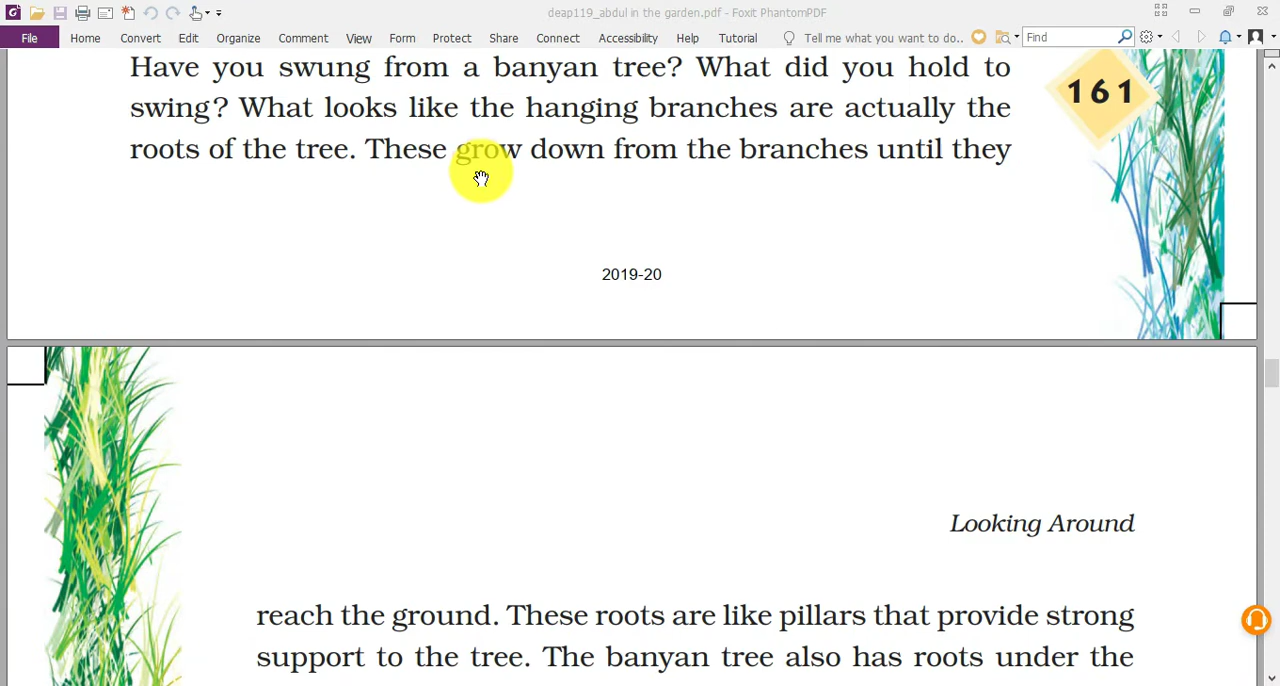 deap119_abdul in the garden.pdf - Foxit PhantomPDF
File Home Convert Edit Organize Comment View Form Protect Share Connect Accessibility Help Tutorial Tell me what you want to do.. Find
Have you swung from a banyan tree? What did you hold to
swing? What looks like the hanging branches are actually the
roots of the tree. These grow down from the branches until they
161
2019-20
Looking Around
reach the ground. These roots are like pillars that provide strong
support to the tree. The banyan tree also has roots under the